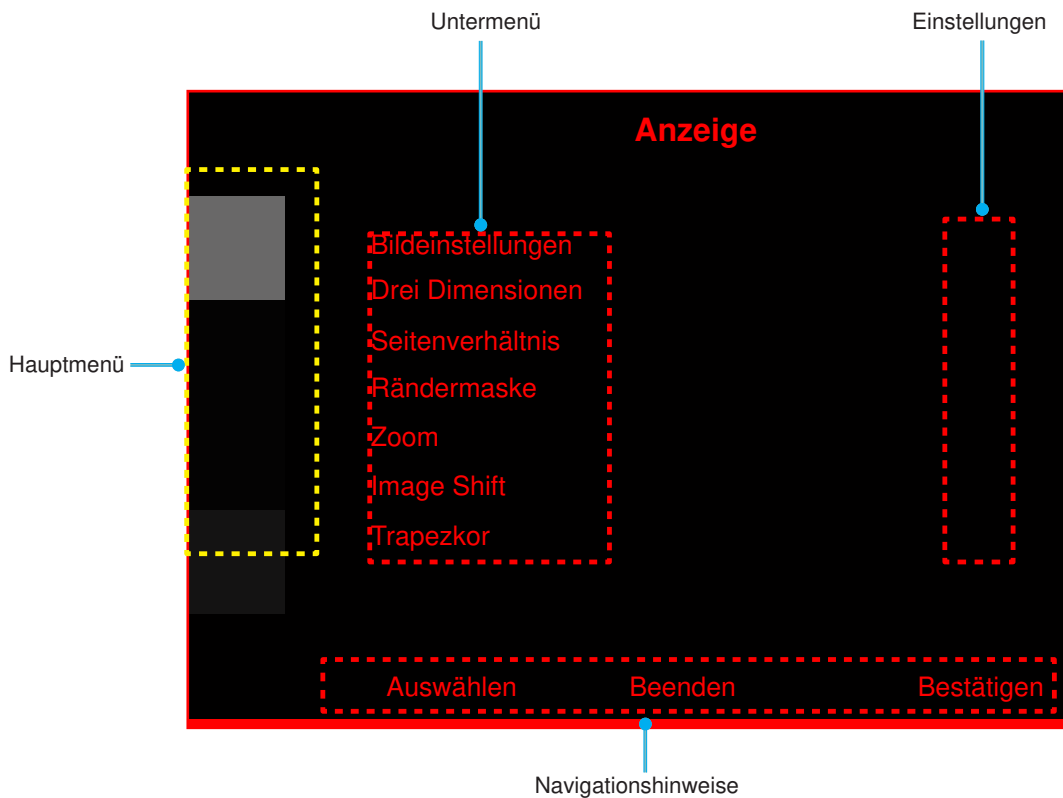 Untermenü
Einstellungen
Anzeige
Bildeinstellungen
Drei Dimensionen
Seitenverhältnis
Hauptmenü
Rändermaske
Zoom
Image Shift
Trapezkor
Auswählen Beenden Bestätigen
Navigationshinweise